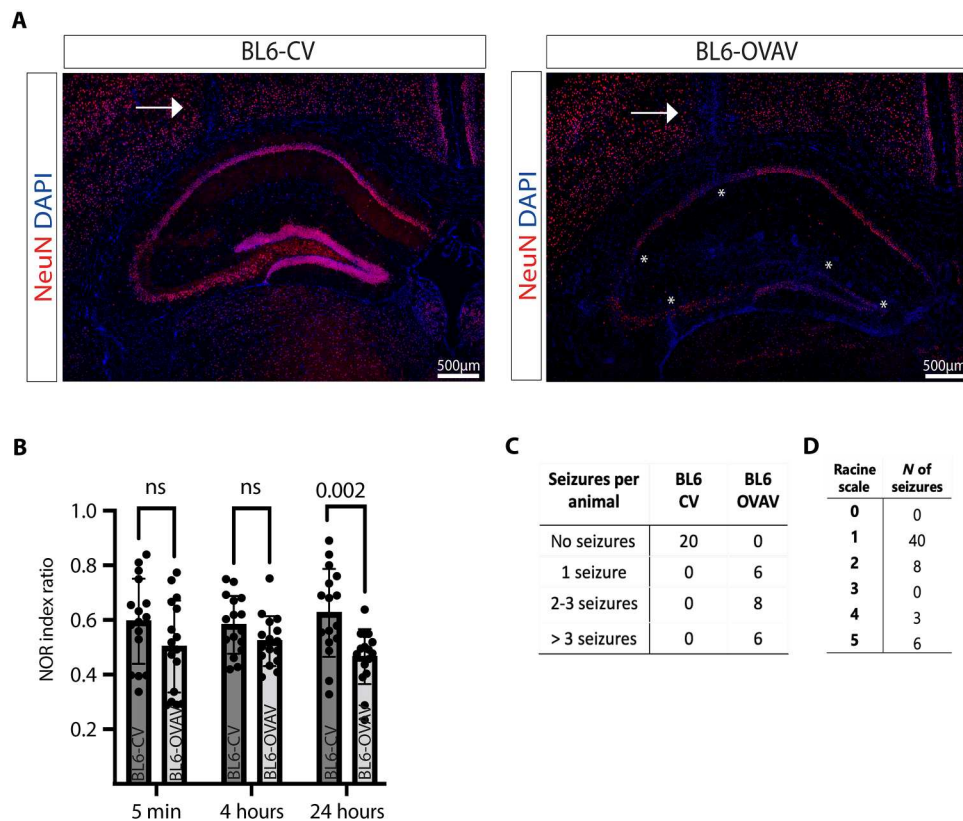 A
BL6-CV
BL6-OVAV
NeuN DAPI
500µm
NeuN DAPI
* * * * *
500µm
B
NOR index ratio
1.0
0.8
0.6
0.4
0.2
ns
ns
0.002
BL6-CV
BL6-OVAV
BL6-CV
BL6-OVAV
BL6-CV
BL6-OVAV
5 min
4 hours
24 hours
C
Seizures per animal BL6 CV BL6 OVAV
No seizures 20 0
1 seizure 0 6
2-3 seizures 0 8
> 3 seizures 0 6
D
Racine scale N of seizures
0 0
1 40
2 8
3 0
4 3
5 6